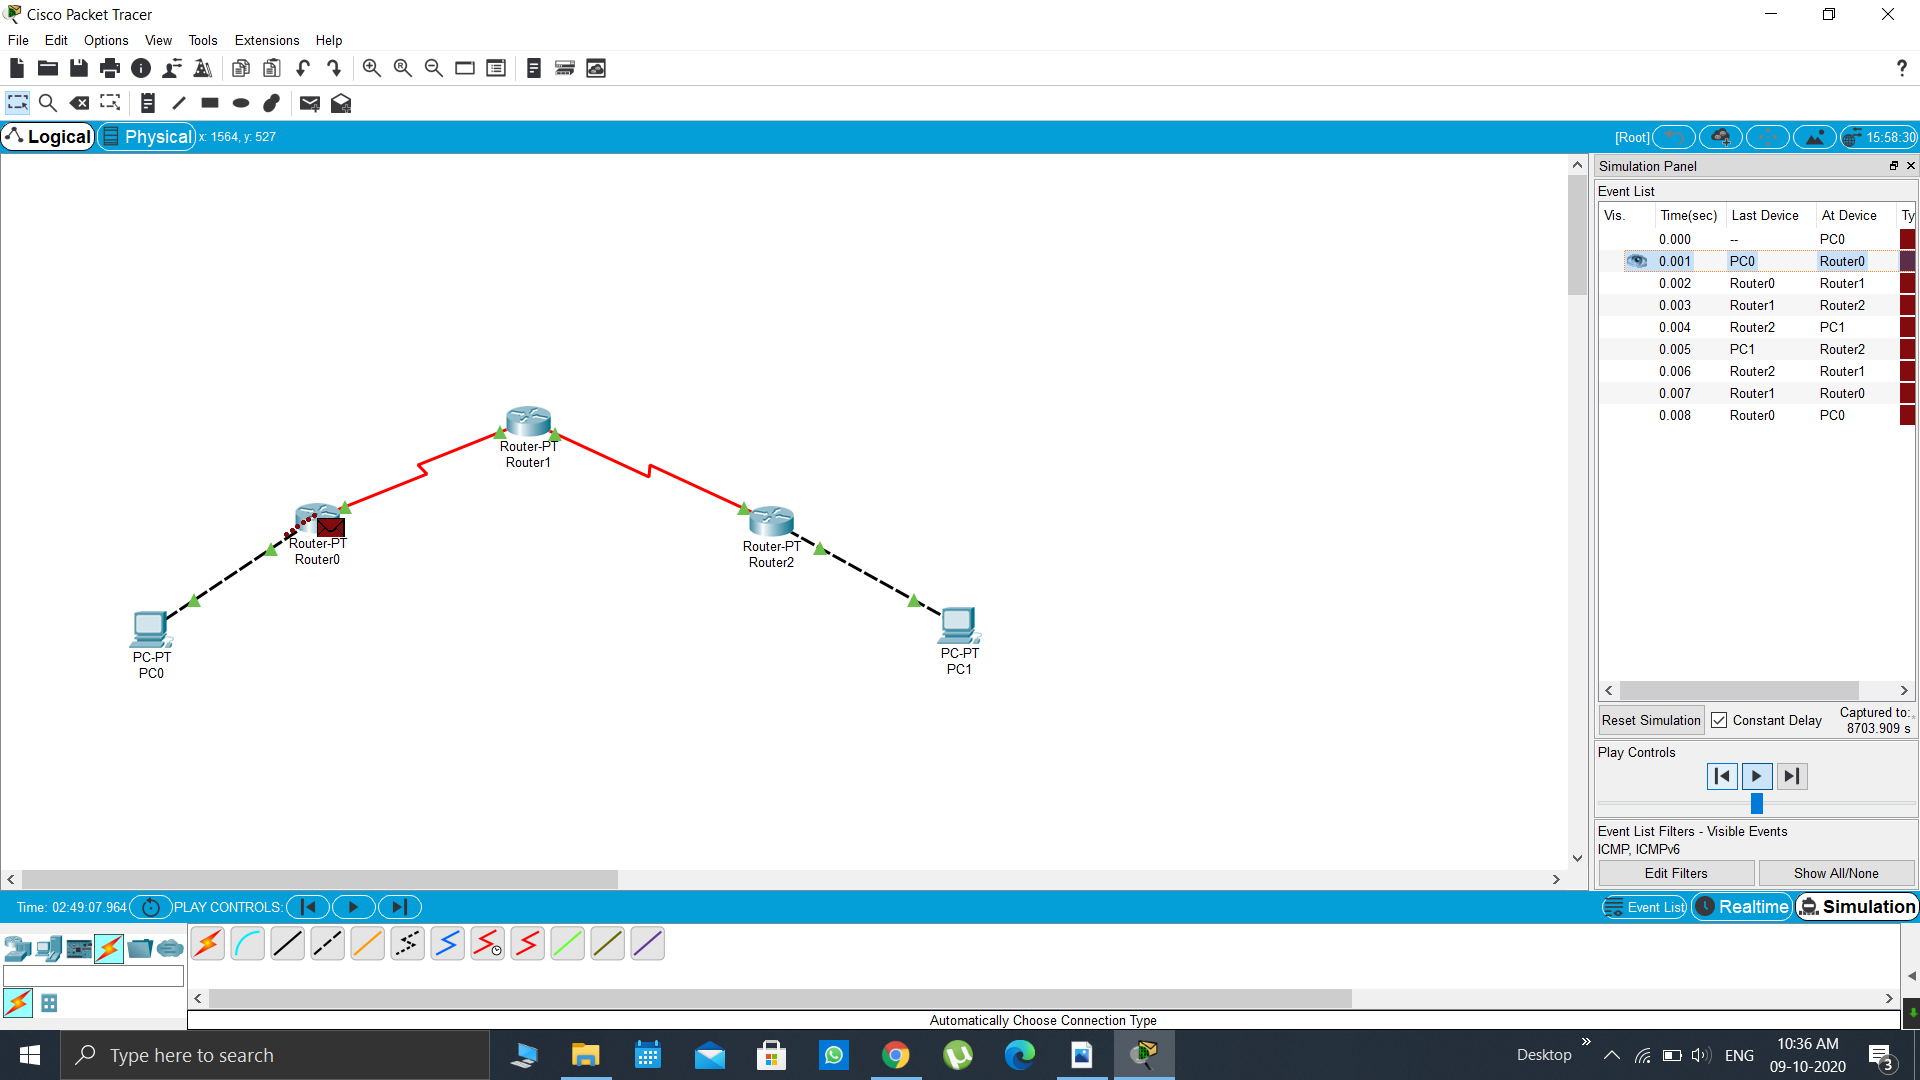 Cisco Packet Tracer
File Edit Options View Tools Extensions Help
Logical Physical x: 1564, y: 527 [Root] 15:58:30
Simulation Panel
Event List
Vis. Time(sec) Last Device At Device Ty
0.000 -- PC0
0.001 PC0 Router0
0.002 Router0 Router1
0.003 Router1 Router2
0.004 Router2 PC1
0.005 PC1 Router2
0.006 Router2 Router1
0.007 Router1 Router0
0.008 Router0 PC0
Router-PT
Router1
Router-PT
Router0
Router-PT
Router2
PC-PT
PC0
PC-PT
PC1
Reset Simulation Constant Delay Captured to:
8703.909 s
Play Controls
Event List Filters - Visible Events
ICMP, ICMPv6
Edit Filters Show All/None
Time: 02:49:07.964 PLAY CONTROLS: Event List Realtime Simulation
Automatically Choose Connection Type
Type here to search Desktop ENG 10:36 AM
09-10-2020 3